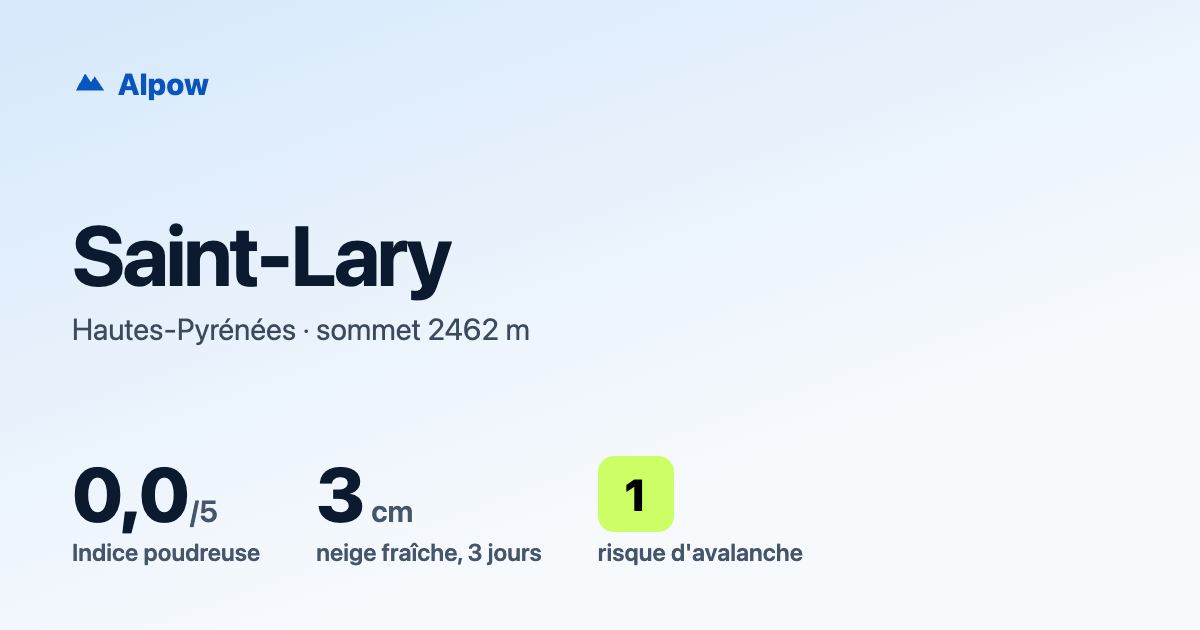 Alpow
Saint-Lary
Hautes-Pyrénées · sommet 2462 m
0,0/5
Indice poudreuse
3 cm
neige fraîche, 3 jours
1
risque d'avalanche